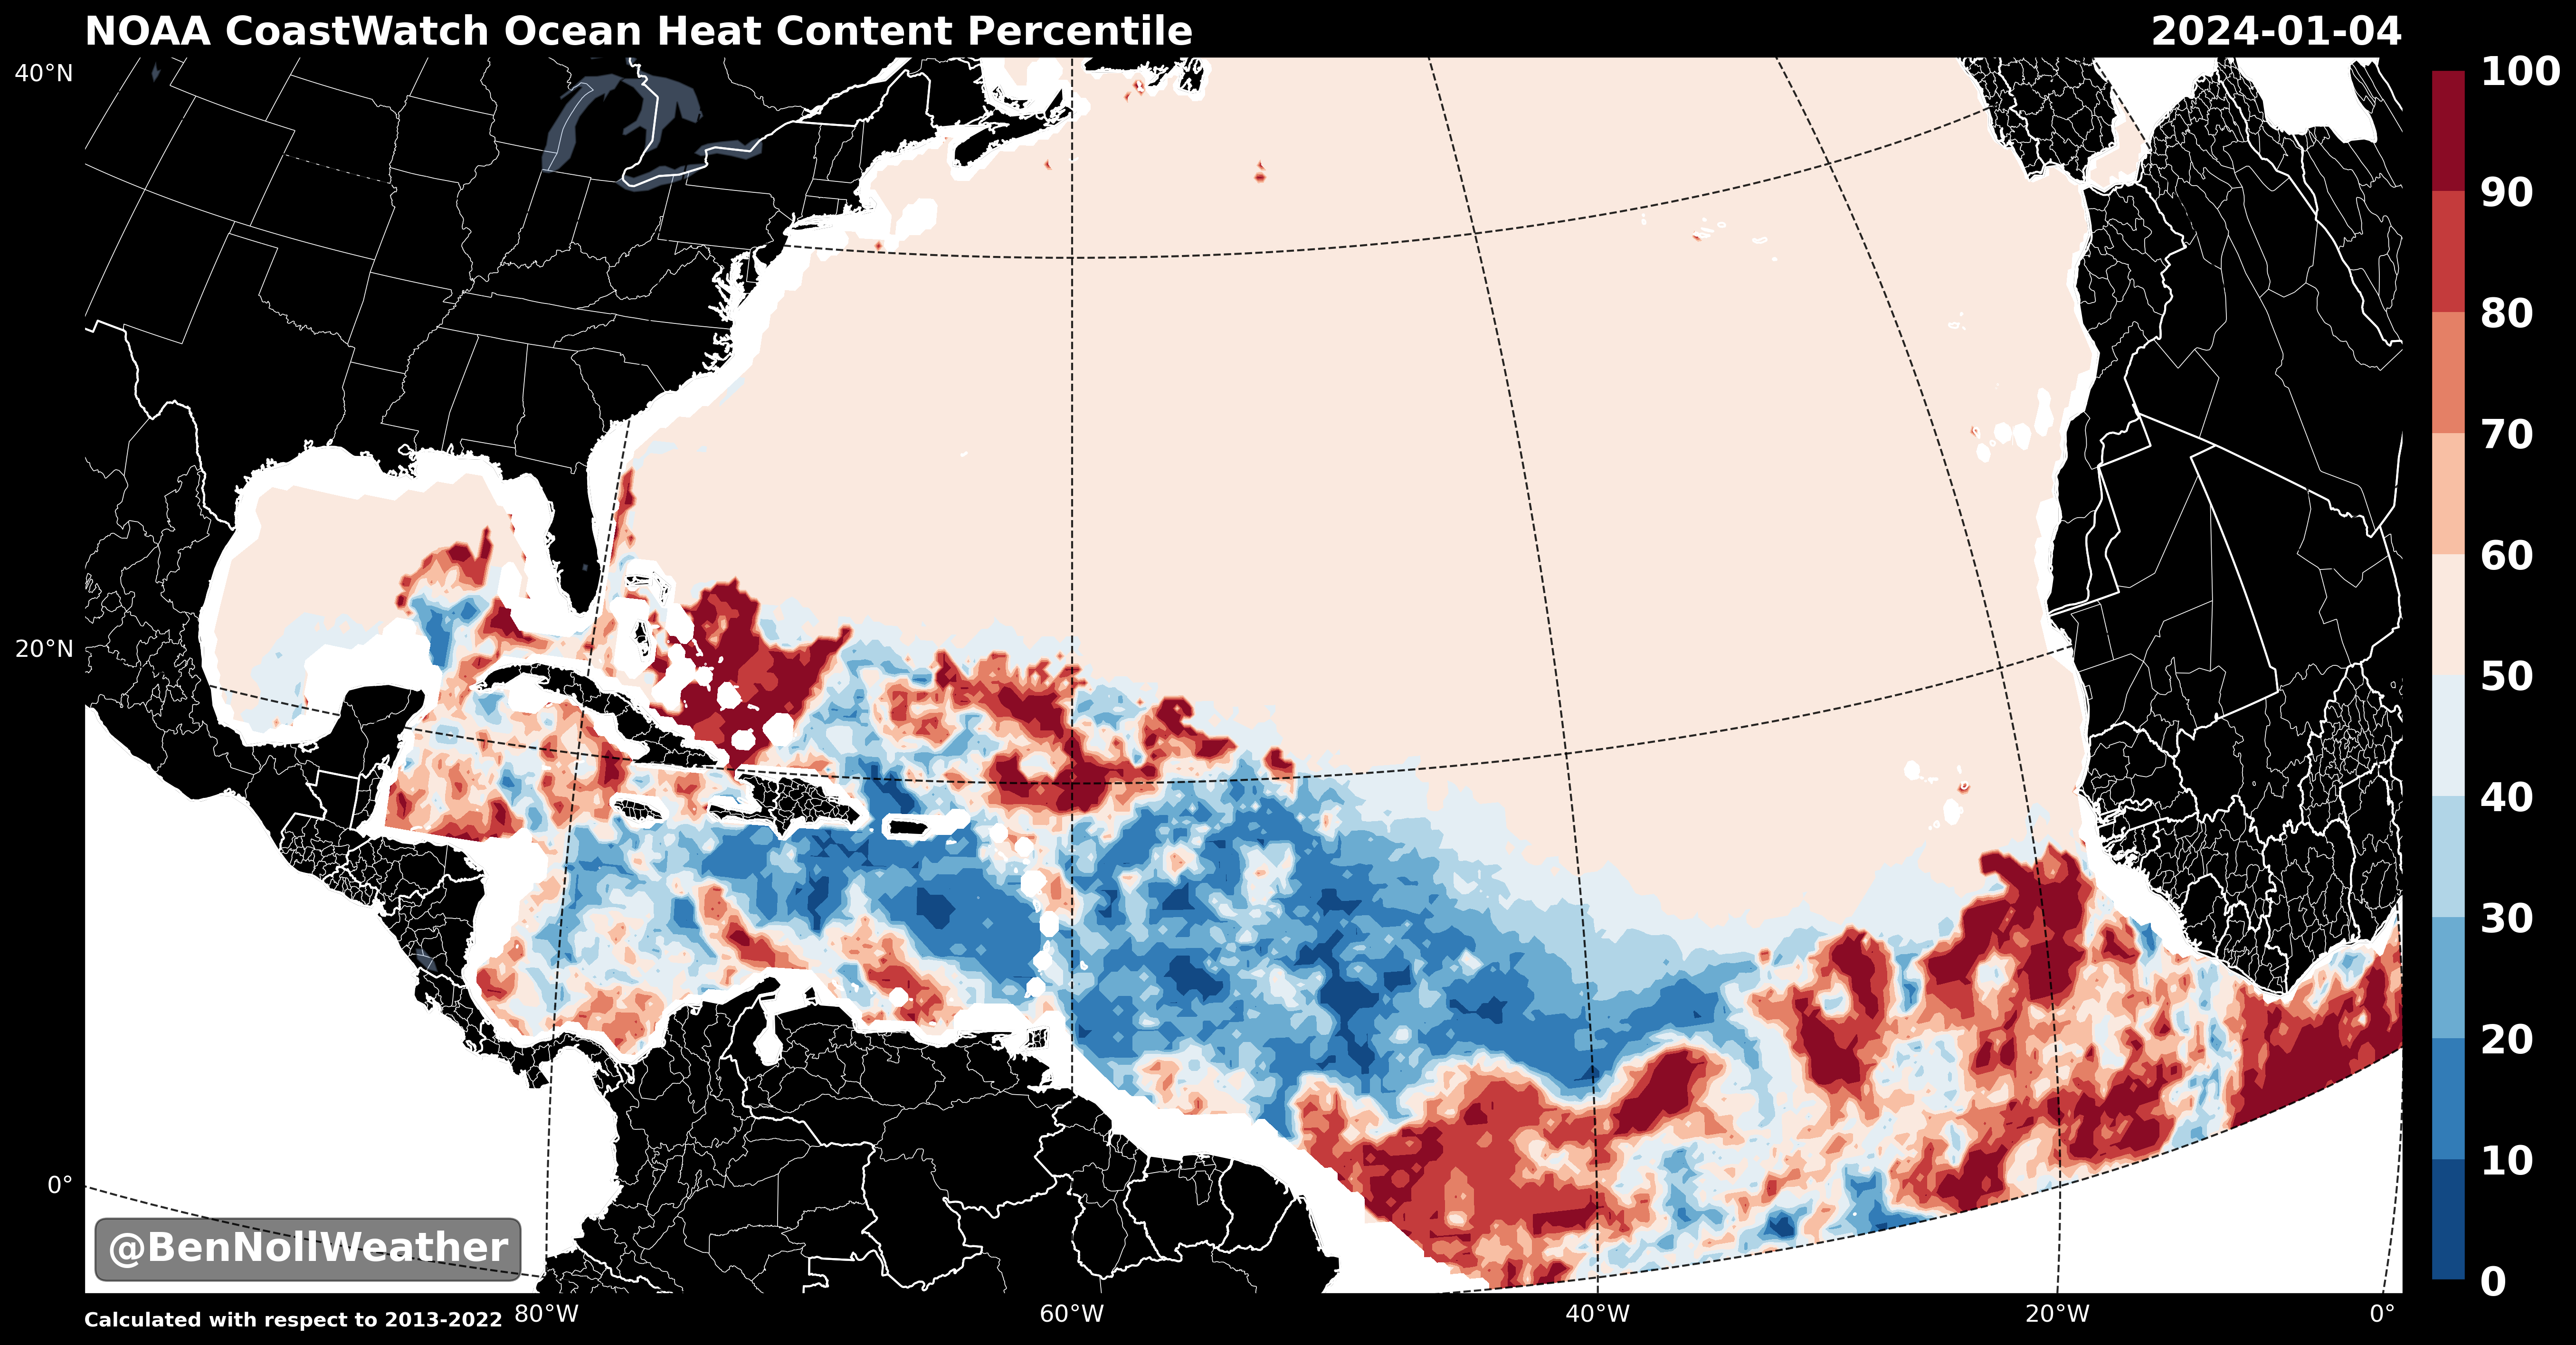 NOAA CoastWatch Ocean Heat Content Percentile 2024-01-04
40°N
20°N
0°
100
90
80
70
60
50
40
30
20
10
0
@BenNollWeather
Calculated with respect to 2013-2022
80°W 60°W 40°W 20°W 0°